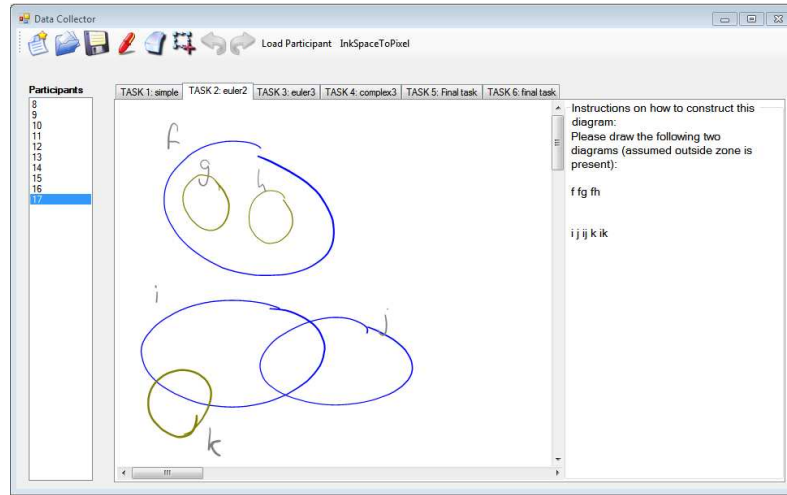 Data Collector
Load Participant InkSpaceToPixel
Participants
8
9
10
11
12
13
14
15
16
17
TASK 1: simple TASK 2: euler2 TASK 3: euler3 TASK 4: complex3 TASK 5: Final task TASK 6: final task
f
g h
i
j
k
Instructions on how to construct this
diagram:
Please draw the following two
diagrams (assumed outside zone is
present):
f fg fh
i j ij k ik